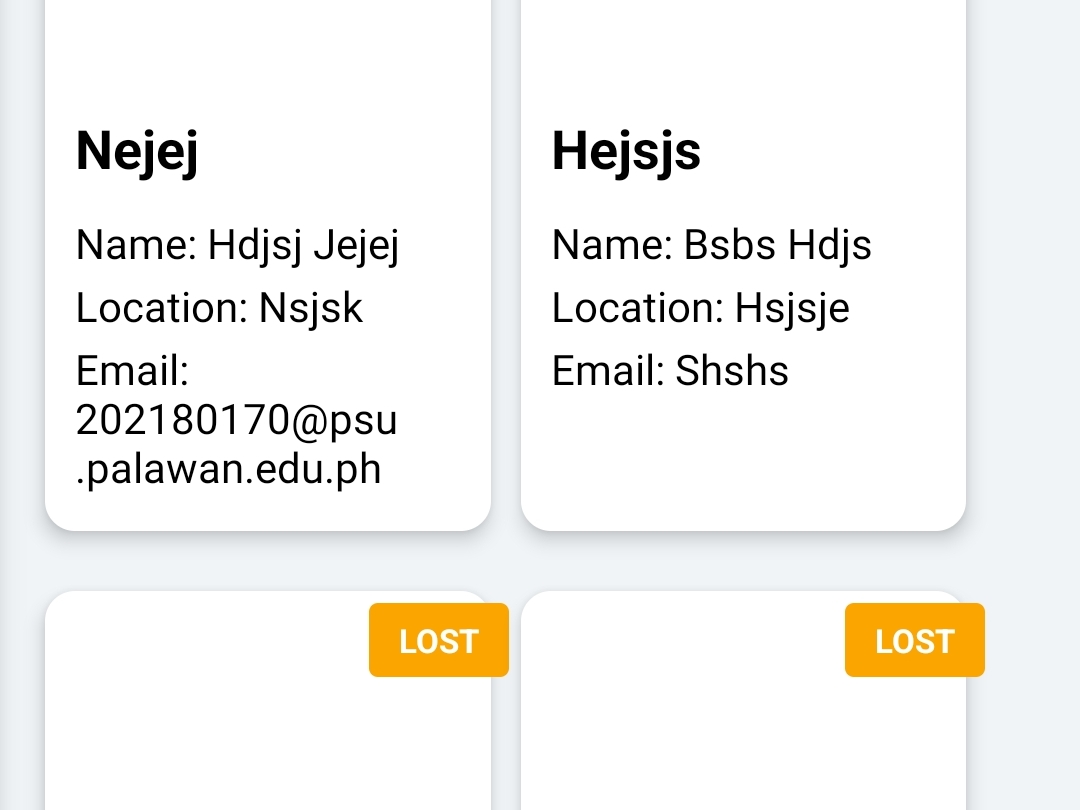 Nejej
Name: Hdjsj Jejej
Location: Nsjsk
Email:
202180170@psu
.palawan.edu.ph
Hejsjs
Name: Bsbs Hdjs
Location: Hsjsje
Email: Shshs
LOST
LOST